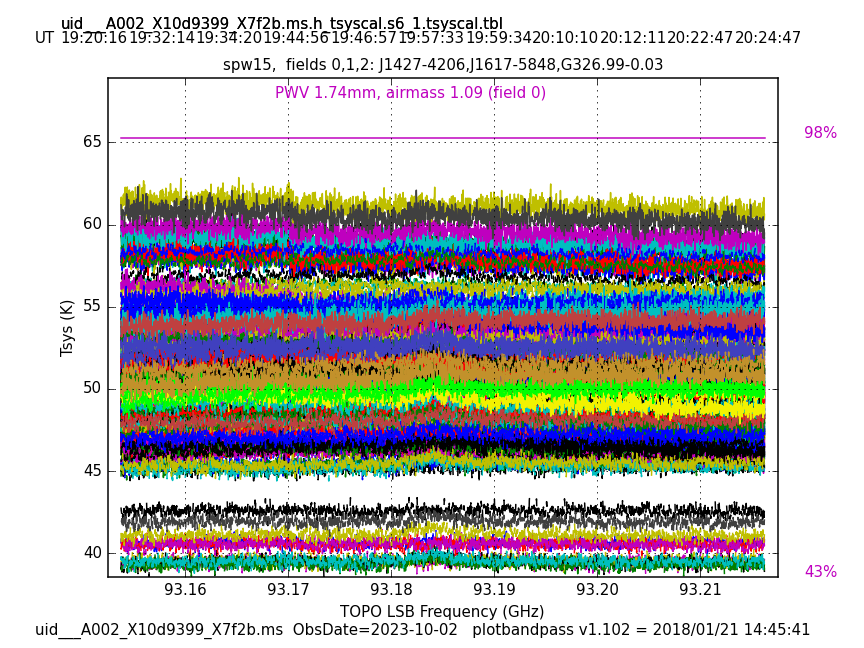 uid___A002_X10d9399_X7f2b.ms.h_tsyscal.s6_1.tsyscal.tbl
UT 19:20:16 19:32:14 19:34:20 19:44:56 19:46:57 19:57:33 19:59:34 20:10:10 20:12:11 20:22:47 20:24:47
spw15,  fields 0,1,2: J1427-4206,J1617-5848,G326.99-0.03
PWV 1.74mm, airmass 1.09 (field 0)
98%
65
60
55
50
45
40
Tsys (K)
43%
93.16 93.17 93.18 93.19 93.20 93.21
TOPO LSB Frequency (GHz)
uid___A002_X10d9399_X7f2b.ms  ObsDate=2023-10-02   plotbandpass v1.102 = 2018/01/21 14:45:41